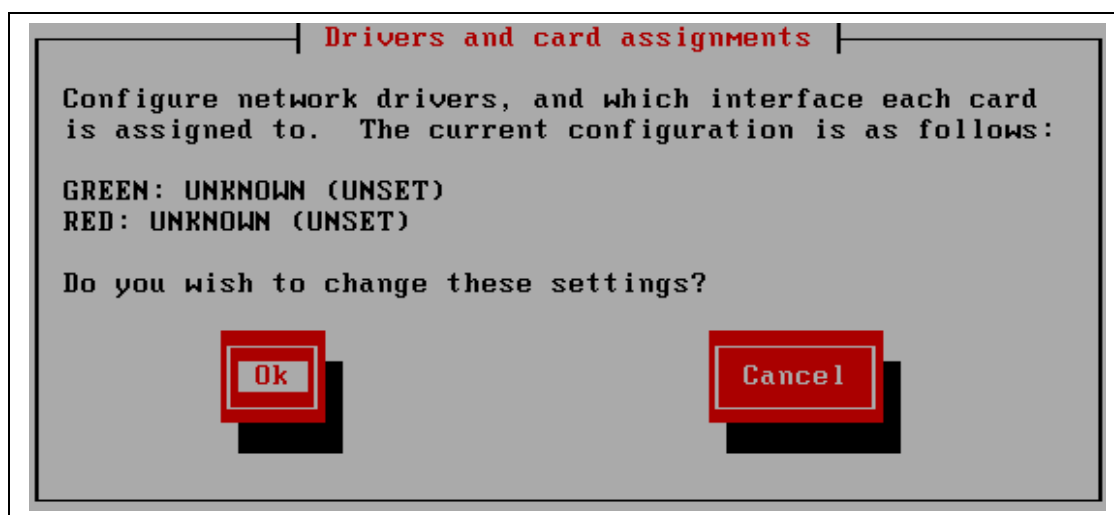 Drivers and card assignments
Configure network drivers, and which interface each card
is assigned to.  The current configuration is as follows:
GREEN: UNKNOWN (UNSET)
RED: UNKNOWN (UNSET)
Do you wish to change these settings?
Ok
Cancel